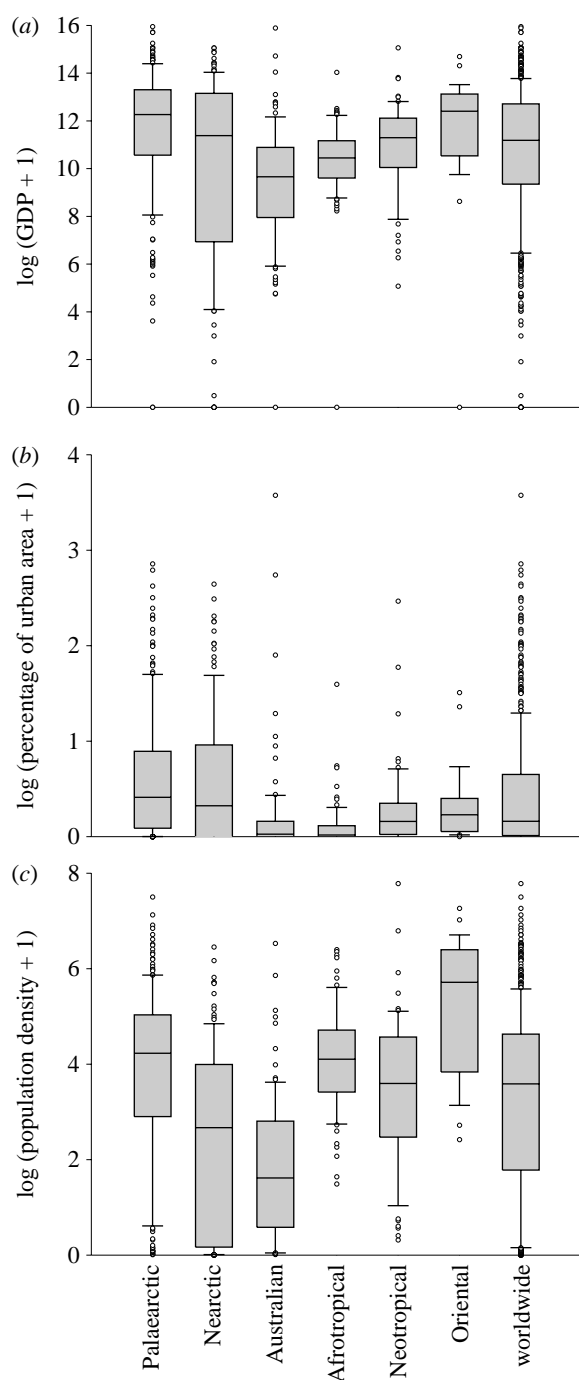 (a)
16
14
12
10
8
6
4
2
0
log (GDP + 1)
(b)
4
3
2
1
0
log (percentage of urban area + 1)
(c)
8
6
4
2
0
log (population density + 1)
Palaearctic
Nearctic
Australian
Afrotropical
Neotropical
Oriental
worldwide